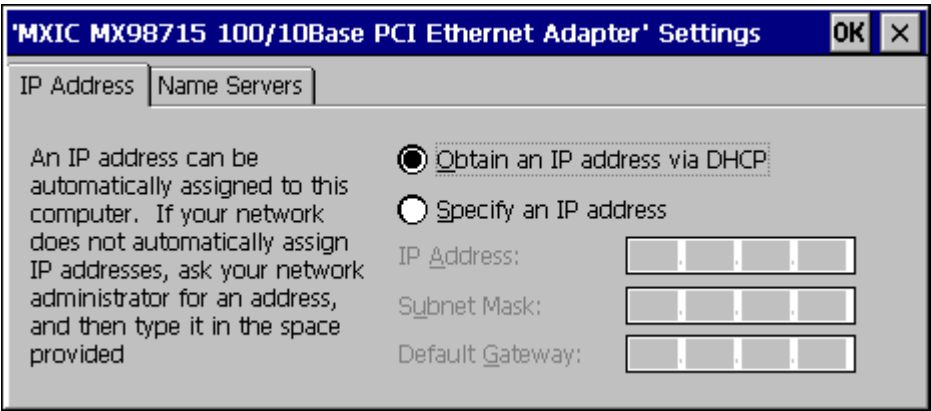 'MXIC MX98715 100/10Base PCI Ethernet Adapter' Settings OK ×
IP Address Name Servers
An IP address can be
automatically assigned to this
computer. If your network
does not automatically assign
IP addresses, ask your network
administrator for an address,
and then type it in the space
provided
Obtain an IP address via DHCP
Specify an IP address
IP Address:
Subnet Mask:
Default Gateway: